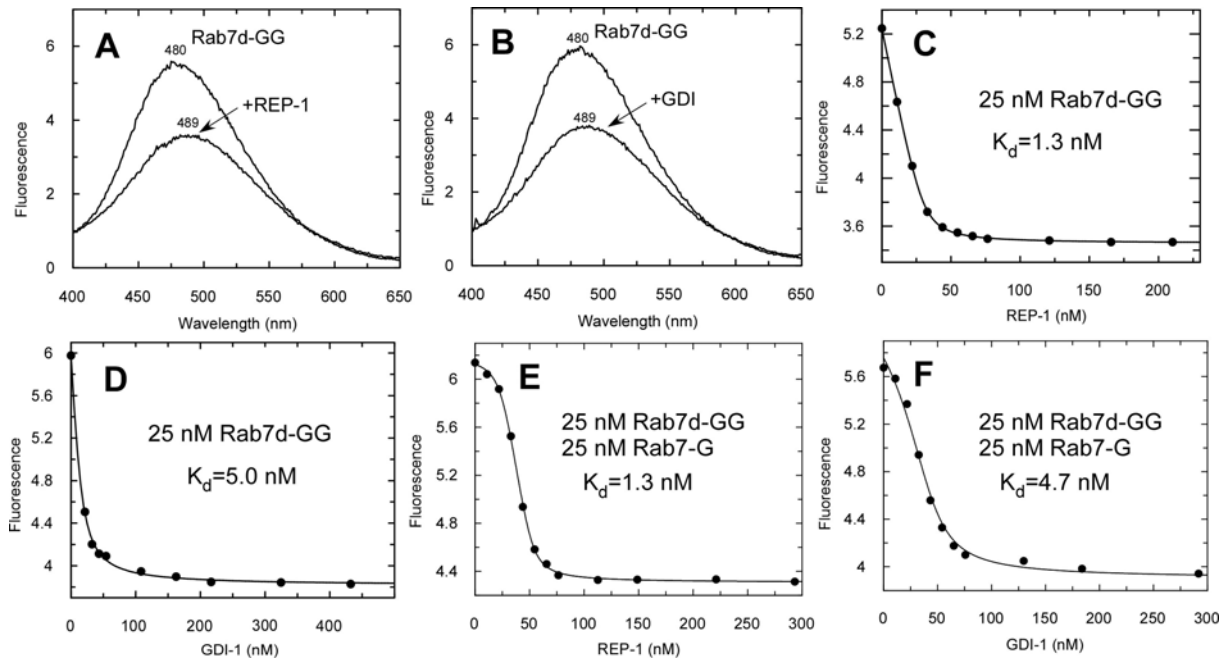 A
Rab7d-GG
480
+REP-1
489
Fluorescence
6
4
2
0
400 450 500 550 600 650
Wavelength (nm)
B
Rab7d-GG
480
+GDI
489
Fluorescence
6
4
2
0
400 450 500 550 600 650
Wavelength (nm)
C
25 nM Rab7d-GG
Kd=1.3 nM
Fluorescence
5.2
4.8
4.4
4
3.6
0 50 100 150 200
REP-1 (nM)
D
25 nM Rab7d-GG
Kd=5.0 nM
Fluorescence
6
5.6
5.2
4.8
4.4
4
0 100 200 300 400
GDI-1 (nM)
E
25 nM Rab7d-GG
25 nM Rab7-G
Kd=1.3 nM
Fluorescence
6
5.6
5.2
4.8
4.4
0 50 100 150 200 250 300
REP-1 (nM)
F
25 nM Rab7d-GG
25 nM Rab7-G
Kd=4.7 nM
Fluorescence
5.6
5.2
4.8
4.4
4
0 50 100 150 200 250 300
GDI-1 (nM)